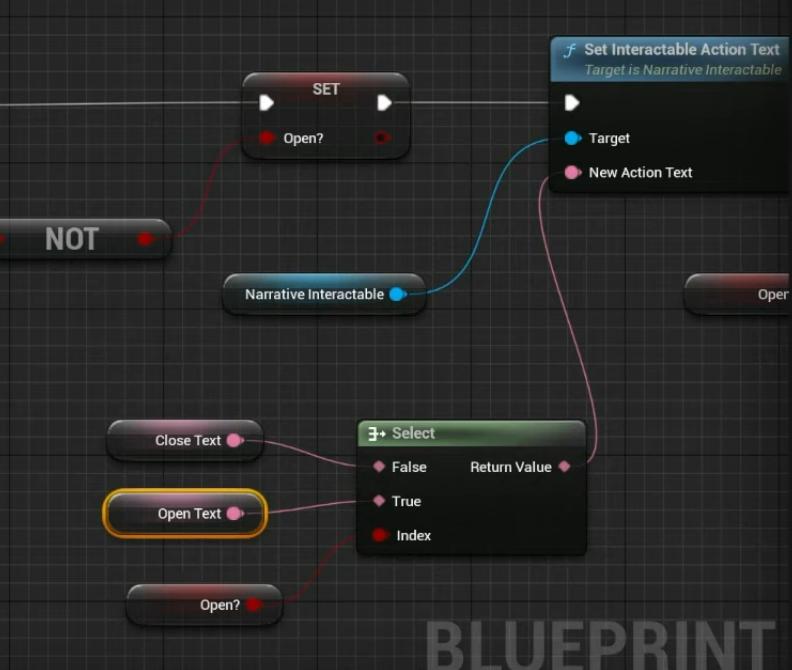 SET
Open?
Set Interactable Action Text
Target is Narrative Interactable
Target
New Action Text
NOT
Narrative Interactable
Open
Close Text
Open Text
Open?
Select
False
Return Value
True
Index
BLUEPRINT